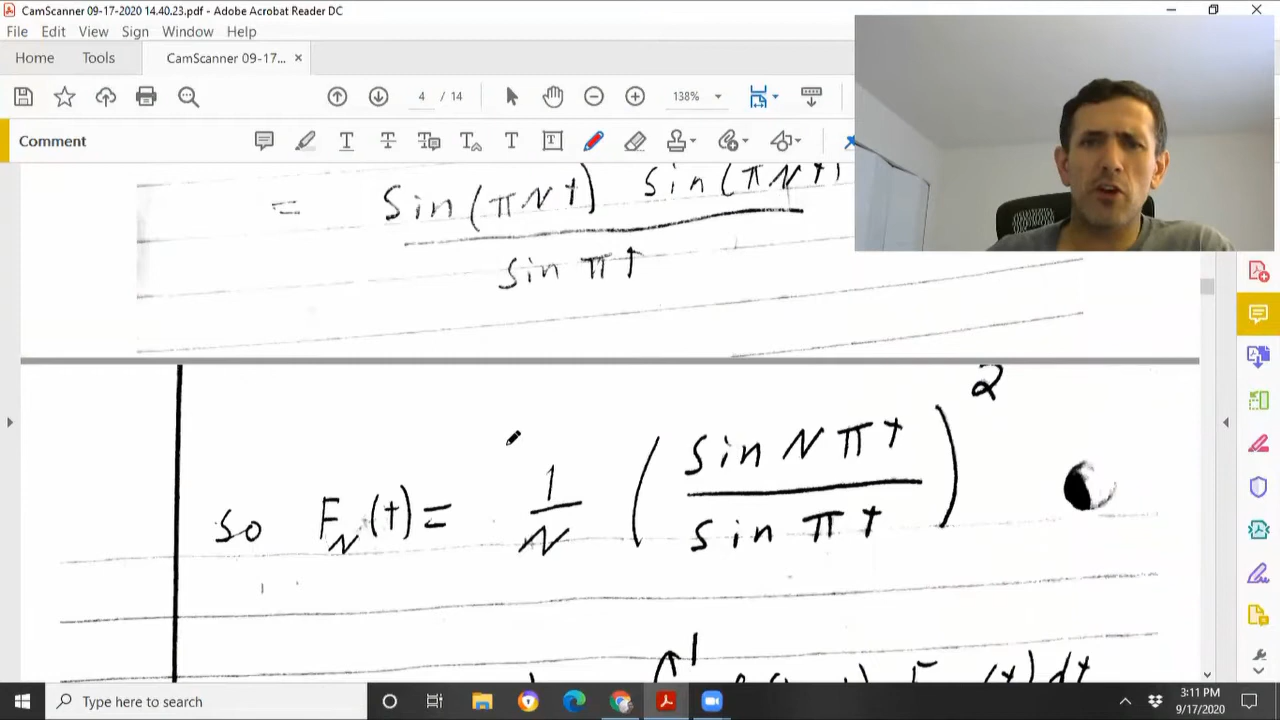 CamScanner 09-17-2020 14.40.23.pdf - Adobe Acrobat Reader DC
File Edit View Sign Window Help
Home Tools CamScanner 09-17... ×
4 / 14 138%
Comment
= sin(πNt) sin(πNt)
sin πt
so F_N(t) = 1/N (sin Nπt / sin πt)^2
(t) dt
Type here to search
3:11 PM
9/17/2020